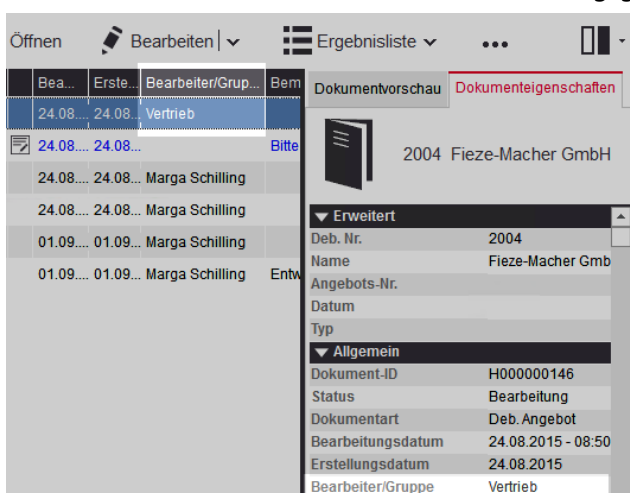 Öffnen Bearbeiten Ergebnisliste •••
Bea... Erste... Bearbeiter/Grup... Bem
24.08.... 24.08... Vertrieb
24.08.... 24.08... Bitte
24.08.... 24.08... Marga Schilling
24.08.... 24.08... Marga Schilling
01.09.... 01.09... Marga Schilling
01.09.... 01.09... Marga Schilling Entw
Dokumentvorschau Dokumenteigenschaften
2004 Fieze-Macher GmbH
Erweitert
Deb. Nr. 2004
Name Fieze-Macher Gmb
Angebots-Nr.
Datum
Typ
Allgemein
Dokument-ID H000000146
Status Bearbeitung
Dokumentart Deb. Angebot
Bearbeitungsdatum 24.08.2015 - 08:50
Erstellungsdatum 24.08.2015
Bearbeiter/Gruppe Vertrieb